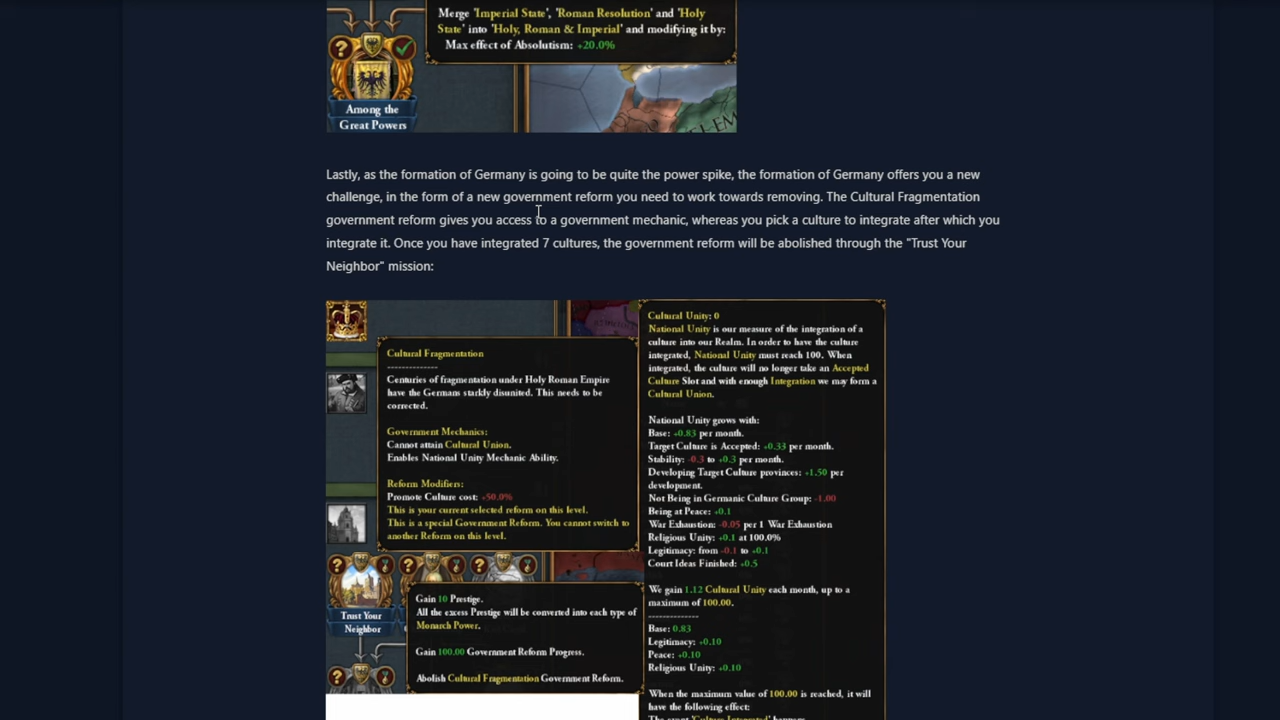 Merge 'Imperial State', 'Roman Resolution' and 'Holy
State' into 'Holy, Roman & Imperial' and modifying it by:
Max effect of Absolutism: +20.0%
Among the
Great Powers
Lastly, as the formation of Germany is going to be quite the power spike, the formation of Germany offers you a new
challenge, in the form of a new government reform you need to work towards removing. The Cultural Fragmentation
government reform gives you access to a government mechanic, whereas you pick a culture to integrate after which you
integrate it. Once you have integrated 7 cultures, the government reform will be abolished through the "Trust Your
Neighbor" mission:
Cultural Fragmentation
--------------
Centuries of fragmentation under Holy Roman Empire
have the Germans starkly disunited. This needs to be
corrected.
Government Mechanics:
Cannot attain Cultural Union.
Enables National Unity Mechanic Ability.
Reform Modifiers:
Promote Culture cost: +50.0%
This is your current selected reform on this level.
This is a special Government Reform. You cannot switch to
another Reform on this level.
Trust Your
Neighbor
Gain 10 Prestige.
All the excess Prestige will be converted into each type of
Monarch Power.
Gain 100.00 Government Reform Progress.
Abolish Cultural Fragmentation Government Reform.
Cultural Unity: 0
National Unity is our measure of the integration of a
culture into our Realm. In order to have the culture
integrated, National Unity must reach 100. When
integrated, the culture will no longer take an Accepted
Culture Slot and with enough Integration we may form a
Cultural Union.
National Unity grows with:
Base: +0.83 per month.
Target Culture is Accepted: +0.33 per month.
Stability: -0.3 to +0.3 per month.
Developing Target Culture provinces: +1.50 per
development.
Not Being in Germanic Culture Group: -1.00
Being at Peace: +0.1
War Exhaustion: -0.05 per 1 War Exhaustion
Religious Unity: +0.1 at 100.0%
Legitimacy: from -0.1 to +0.1
Court Ideas Finished: +0.5
We gain 1.12 Cultural Unity each month, up to a
maximum of 100.00.
--------------
Base: 0.83
Legitimacy: +0.10
Peace: +0.10
Religious Unity: +0.10
When the maximum value of 100.00 is reached, it will
have the following effect:
The event 'Culture Integrated' happens